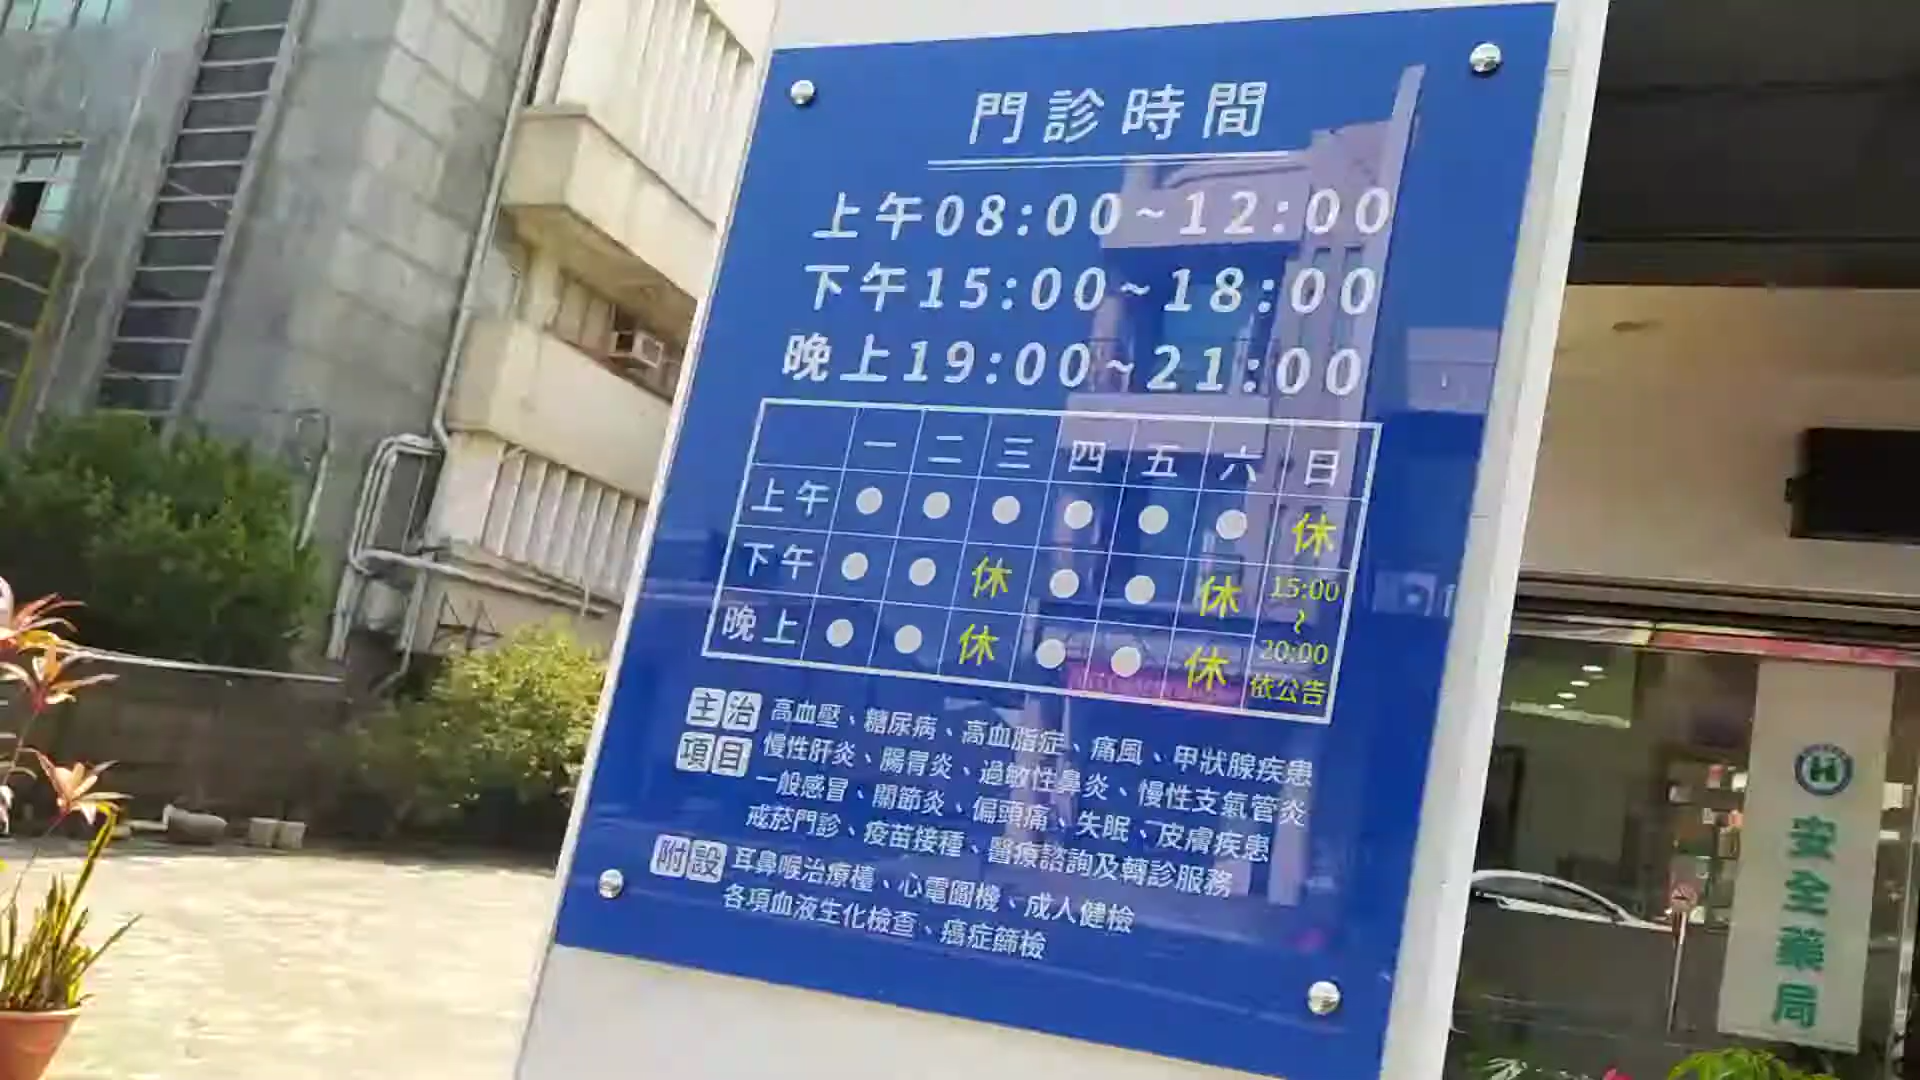 門診時間
上午08:00~12:00
下午15:00~18:00
晚上19:00~21:00
一 二 三 四 五 六 日
上午 ● ● ● ● ● ● 休
下午 ● ● 休 ● ● 休 15:00
~
晚上 ● ● 休 ● ● 休 20:00
依公告
主治項目 高血壓、糖尿病、高血脂症、痛風、甲狀腺疾患
慢性肝炎、腸胃炎、過敏性鼻炎、慢性支氣管炎
一般感冒、關節炎、偏頭痛、失眠、皮膚疾患
戒菸門診、疫苗接種、醫療諮詢及轉診服務
附設 耳鼻喉治療檯、心電圖機、成人健檢
各項血液生化檢查、癌症篩檢
安全藥局